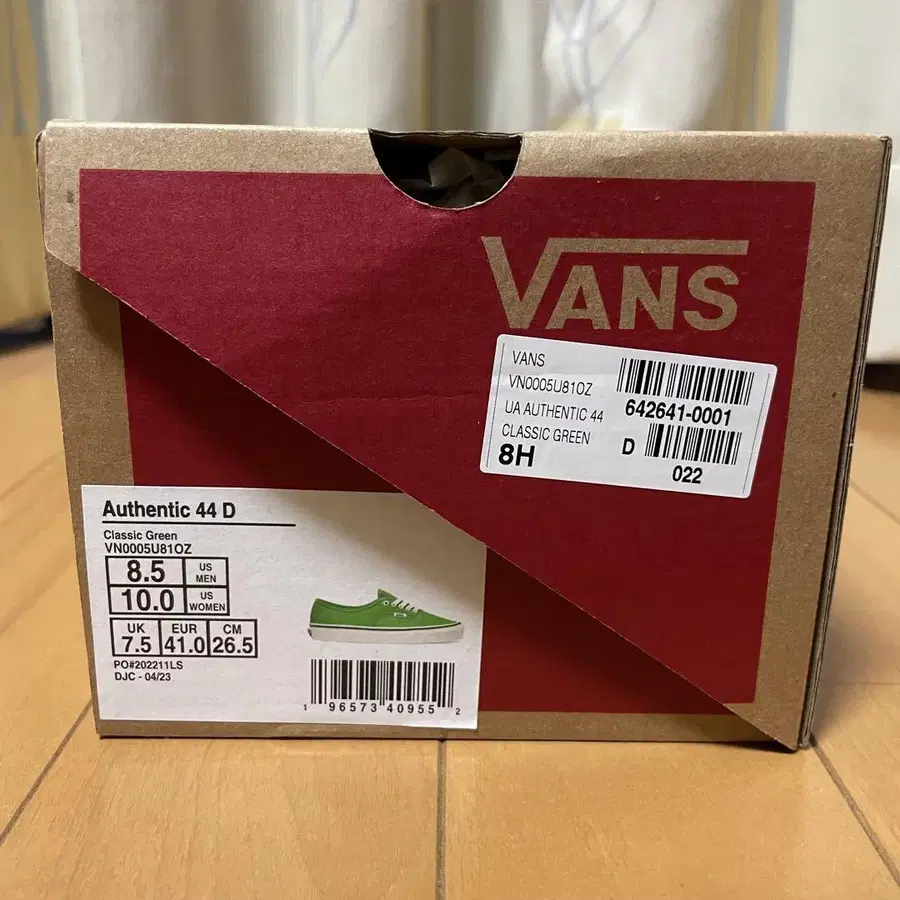 VANS
VANS
VN0005U81OZ
UA AUTHENTIC 44
CLASSIC GREEN
8H
642641-0001
D
022
Authentic 44 D
Classic Green
VN0005U81OZ
8.5 US MEN
10.0 US WOMEN
UK EUR CM
7.5 41.0 26.5
PO#202211LS
DJC - 04/23
1 96573 40955 2